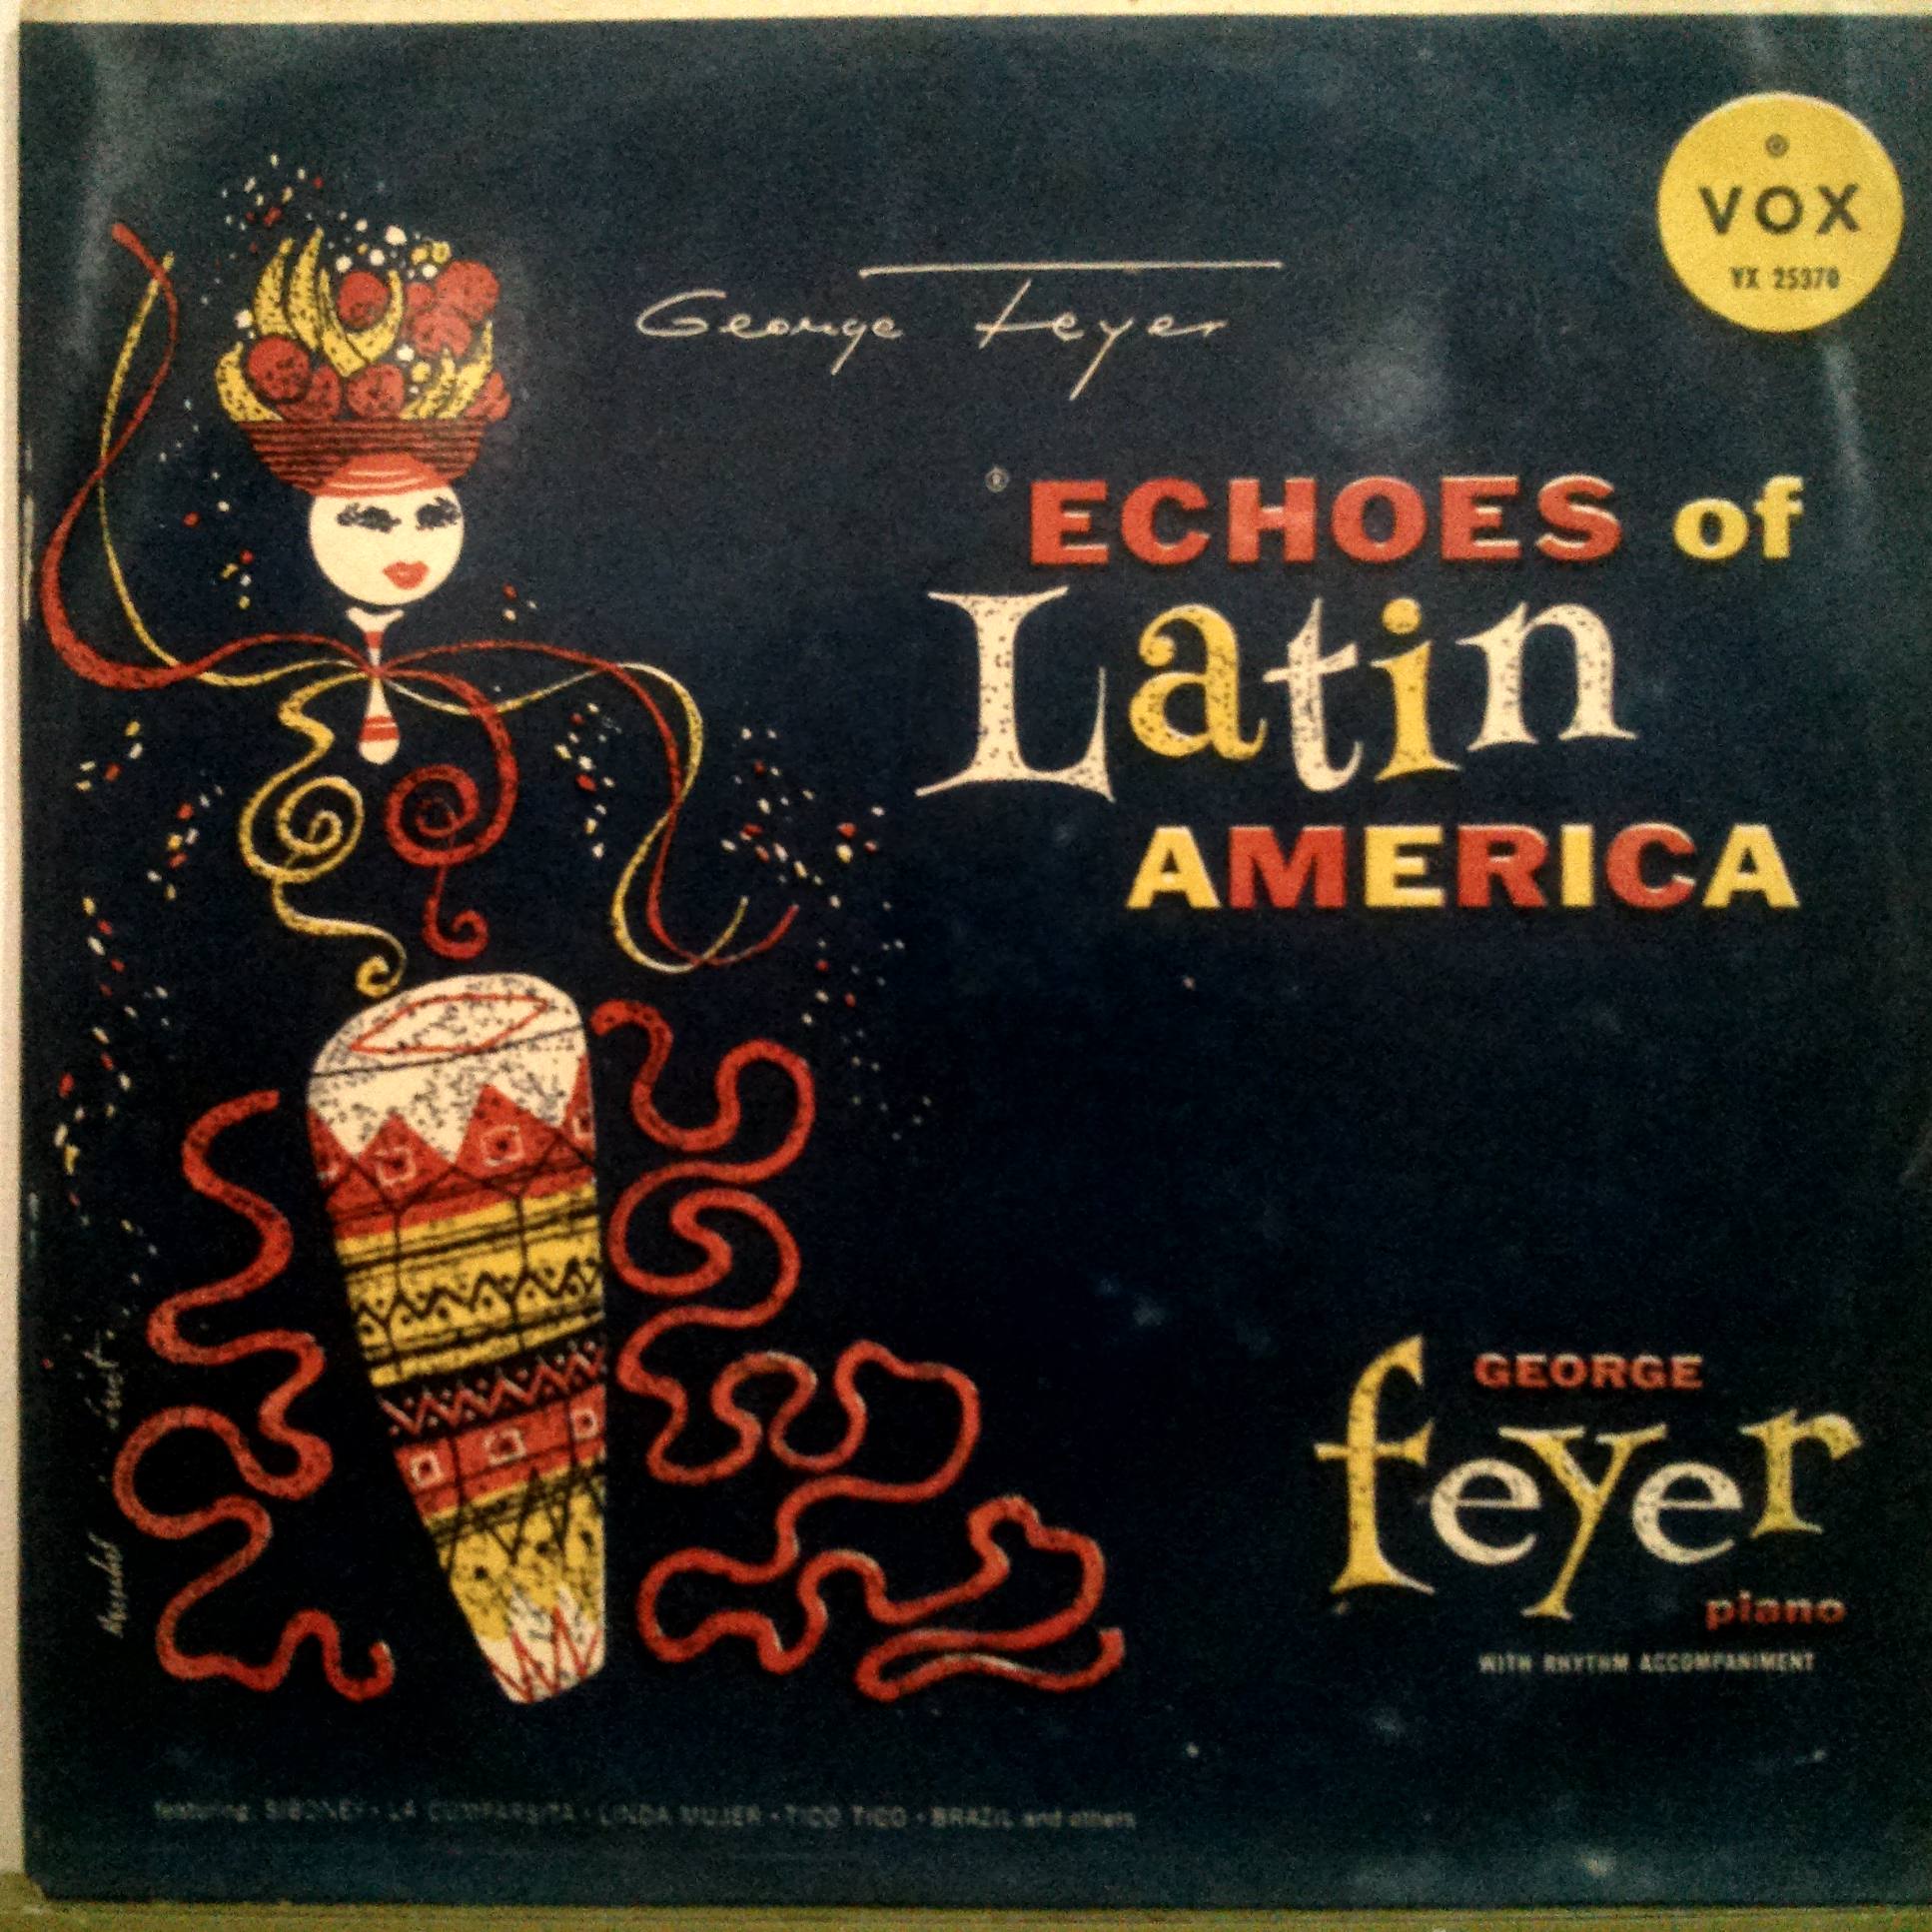 ®
VOX
VX 25370
George Feyer
® ECHOES of
Latin
AMERICA
GEORGE
feyer
piano
WITH RHYTHM ACCOMPANIMENT
featuring: SIBONEY • LA CUMPARSITA • LINDA MUJER • TICO TICO • BRAZIL and others